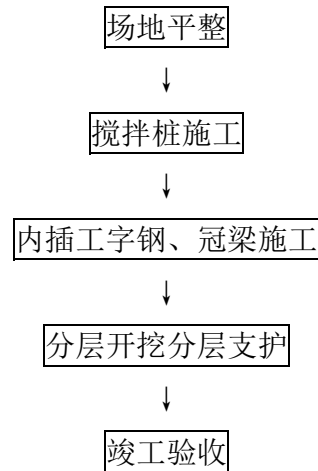 场地平整
↓
搅拌桩施工
↓
内插工字钢、冠梁施工
↓
分层开挖分层支护
↓
竣工验收